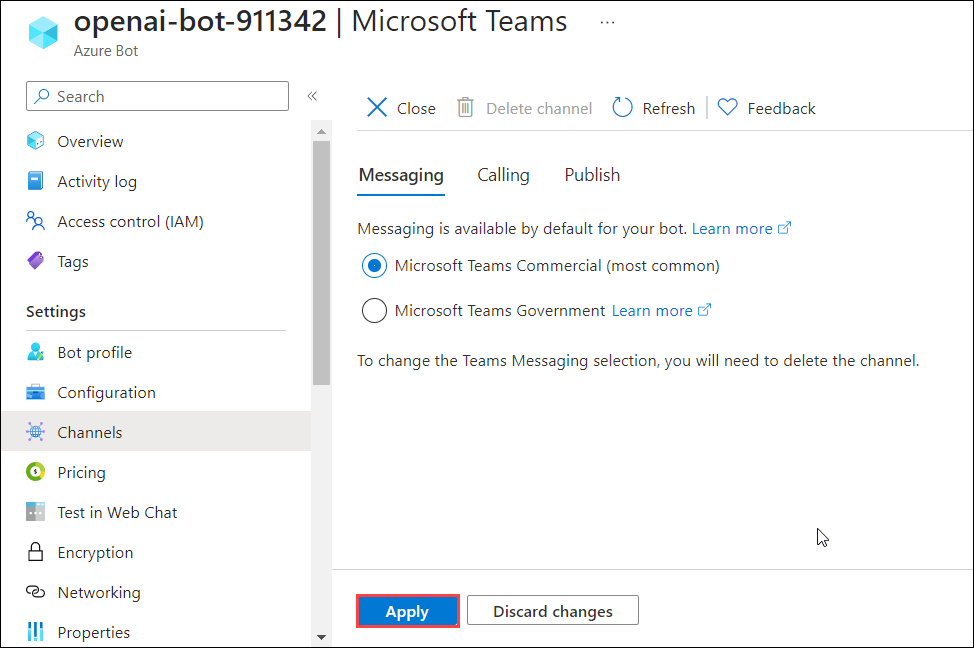 openai-bot-911342 | Microsoft Teams ...
Azure Bot
Search «
Overview
Activity log
Access control (IAM)
Tags
Settings
Bot profile
Configuration
Channels
Pricing
Test in Web Chat
Encryption
Networking
Properties
Close Delete channel Refresh Feedback
Messaging Calling Publish
Messaging is available by default for your bot. Learn more
Microsoft Teams Commercial (most common)
Microsoft Teams Government Learn more
To change the Teams Messaging selection, you will need to delete the channel.
Apply Discard changes